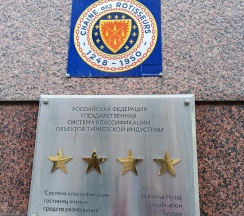 CHAÎNE DES RÔTISSEURS
1248 - 1950
РОССИЙСКАЯ ФЕДЕРАЦИЯ
ГОСУДАРСТВЕННАЯ
СИСТЕМА КЛАССИФИКАЦИИ
ОБЪЕКТОВ ТУРИСТСКОЙ ИНДУСТРИИ
Система классификации
гостиниц и иных
средств размещения
National Hotel
Classification
System